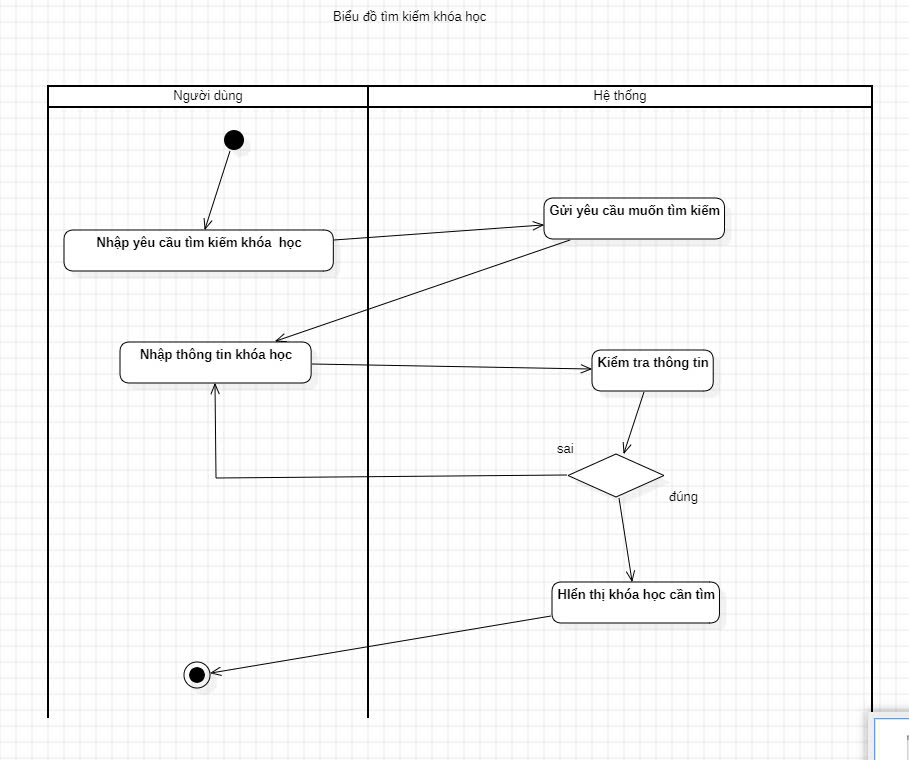 Biểu đồ tìm kiếm khóa học
Người dùng
Hệ thống
Gửi yêu cầu muốn tìm kiếm
Nhập yêu cầu tìm kiếm khóa  học
Nhập thông tin khóa học
Kiểm tra thông tin
sai
đúng
HIển thị khóa học cần tìm